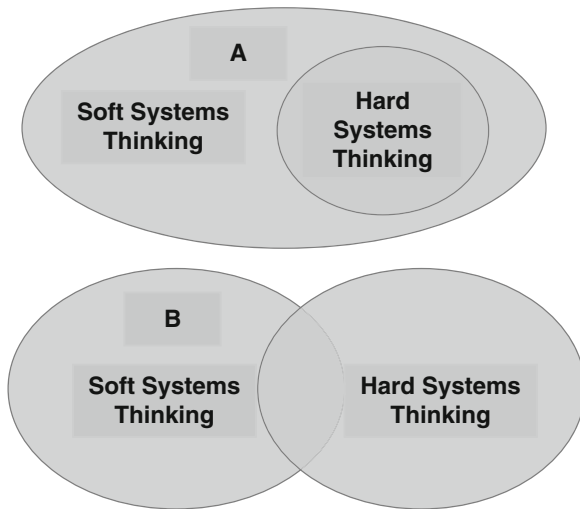 A
Soft Systems
Thinking
Hard
Systems
Thinking
B
Soft Systems
Thinking
Hard Systems
Thinking